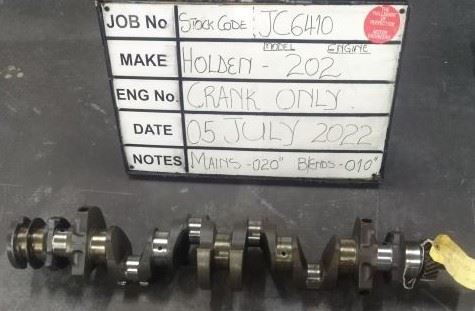 JOB No STOCK CODE JC6410
MODEL ENGINE
MAKE HOLDEN - 202
ENG No. CRANK ONLY.
DATE 05 JULY 2022
NOTES MAINS -020" BENDS -010"